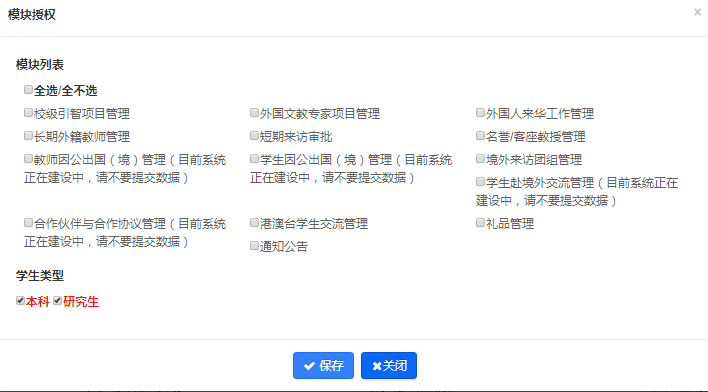 模块授权
×
模块列表
全选/全不选
校级引智项目管理
外国文教专家项目管理
外国人来华工作管理
长期外籍教师管理
短期来访审批
名誉/客座教授管理
教师因公出国（境）管理（目前系统
正在建设中，请不要提交数据）
学生因公出国（境）管理（目前系统
正在建设中，请不要提交数据）
境外来访团组管理
学生赴境外交流管理（目前系统正在
建设中，请不要提交数据）
合作伙伴与合作协议管理（目前系统
正在建设中，请不要提交数据）
港澳台学生交流管理
礼品管理
通知公告
学生类型
本科 研究生
保存
关闭